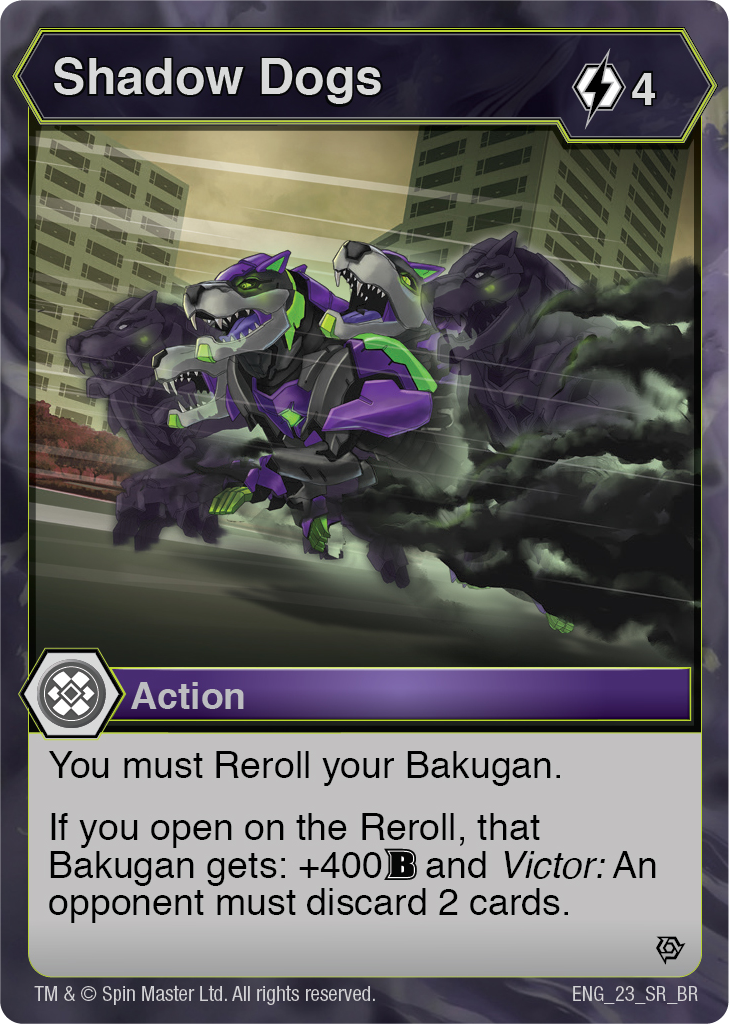 Shadow Dogs
4
Action
You must Reroll your Bakugan.
If you open on the Reroll, that
Bakugan gets: +400B and Victor: An
opponent must discard 2 cards.
TM & © Spin Master Ltd. All rights reserved.
ENG_23_SR_BR